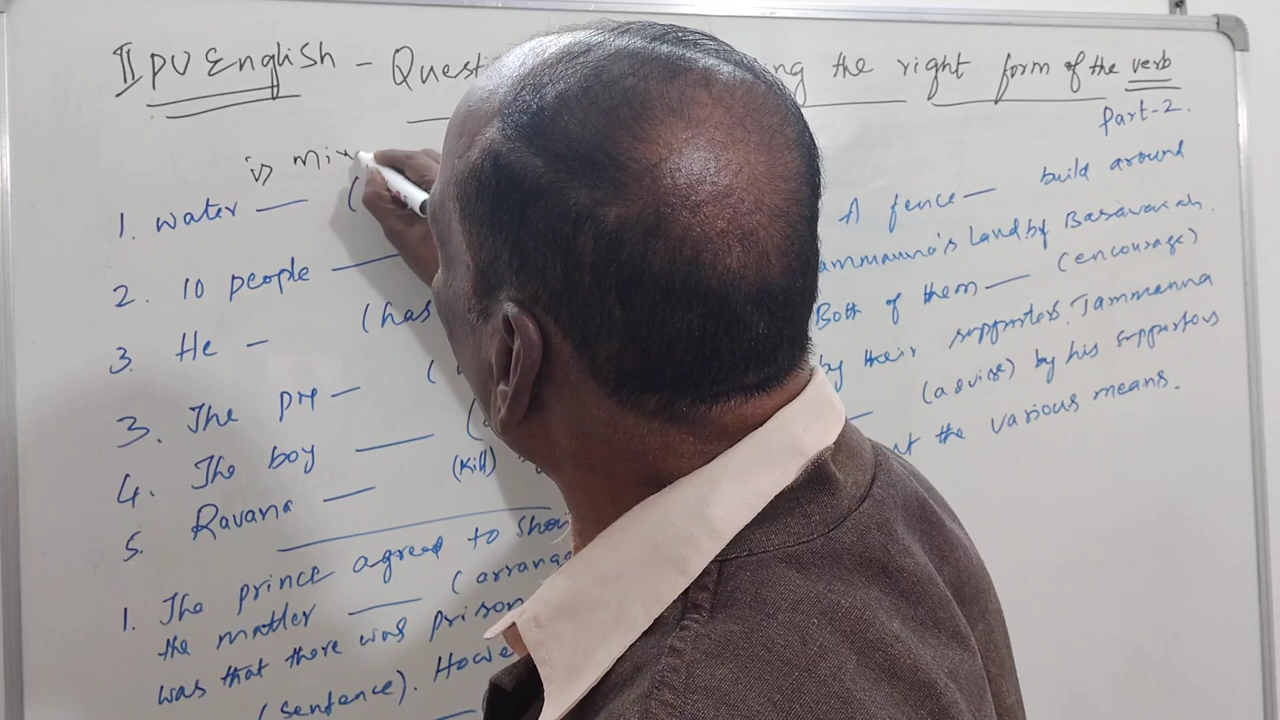 II PU English - Quest ng the right form of the verb
Part-2.
is mix
1. water — (
2. 10 people —
3. He - (has
3. The pry — (
4. The boy — (
5. Ravana — (Kill)
1. The prince agreed to show
the matter — (arrange
was that there was prison
(sentence). Howe
A fence — build around
ammanna's land by Basavaiah.
Both of them — (encourage)
by their supporters. Tammanna
— (advise) by his supporters
the various means.